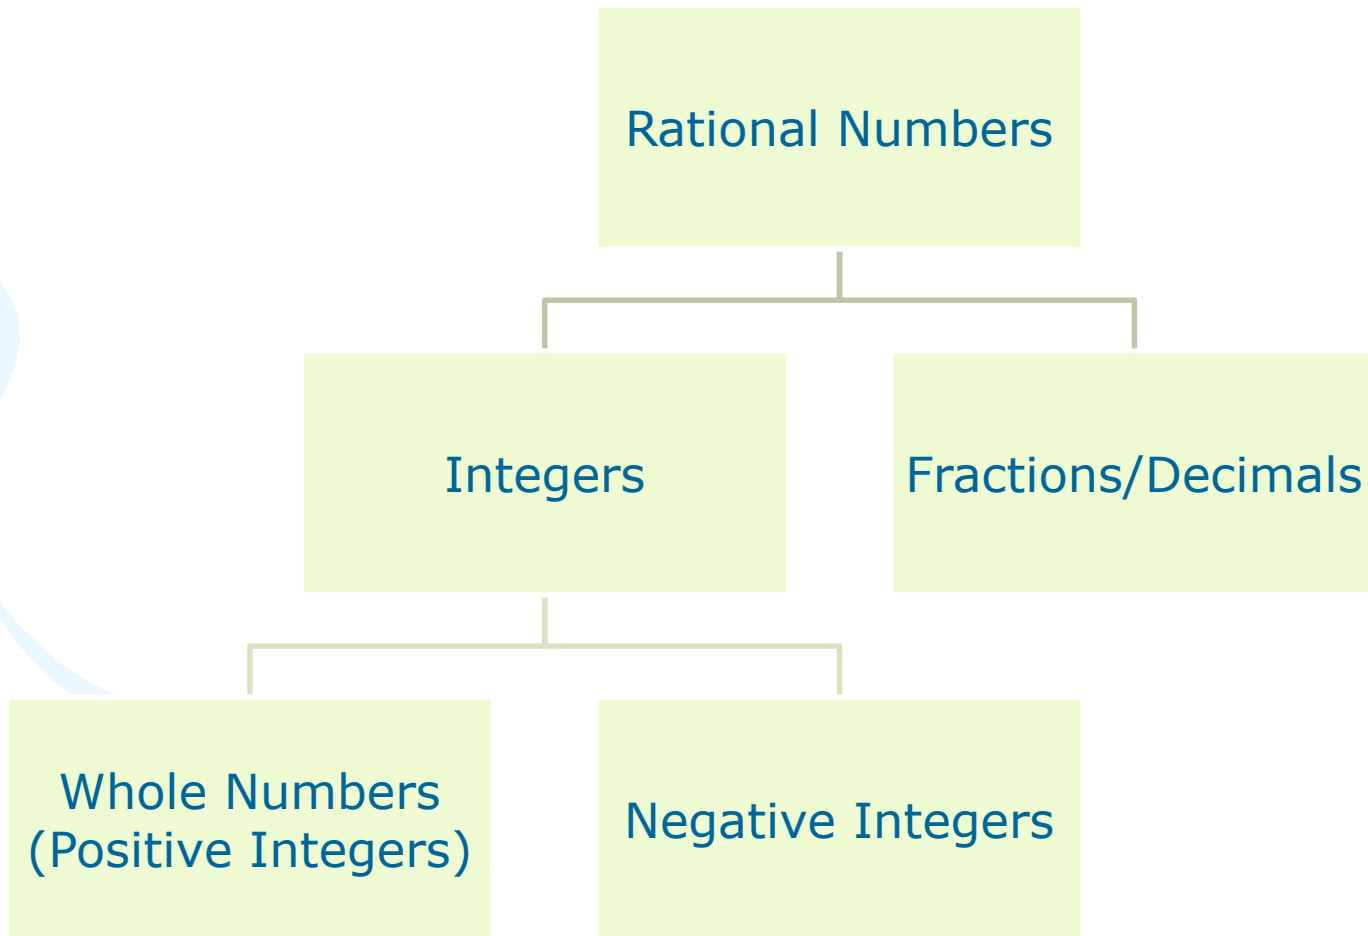 Rational Numbers
Integers
Fractions/Decimals
Whole Numbers
(Positive Integers)
Negative Integers